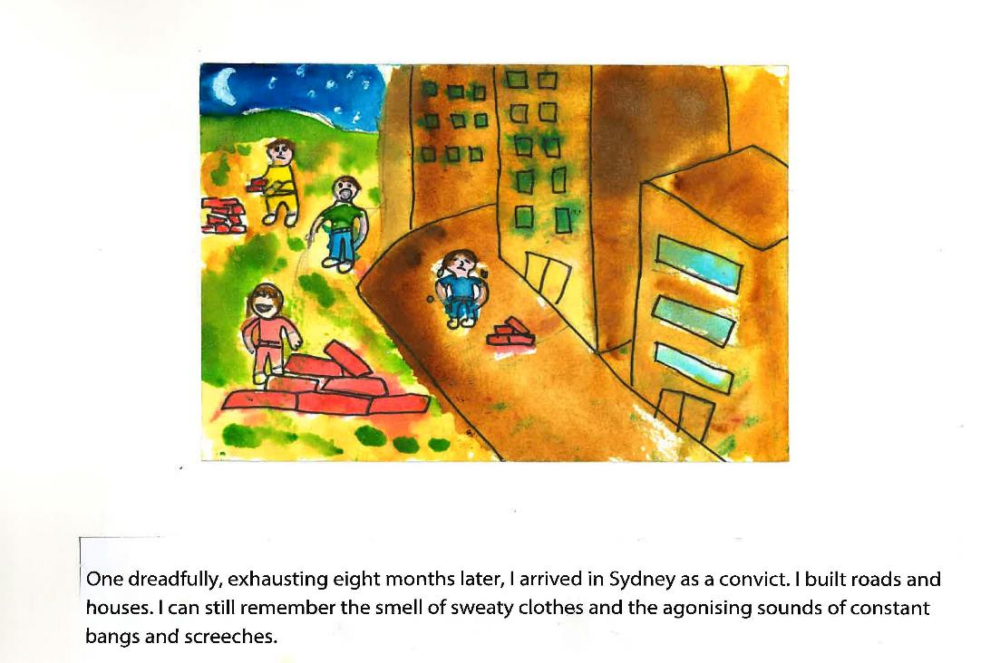 One dreadfully, exhausting eight months later, I arrived in Sydney as a convict. I built roads and
houses. I can still remember the smell of sweaty clothes and the agonising sounds of constant
bangs and screeches.